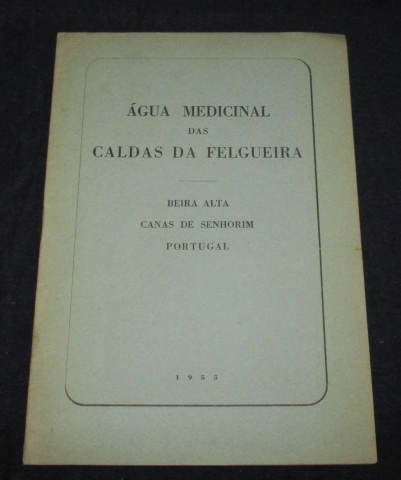 ÁGUA MEDICINAL
DAS
CALDAS DA FELGUEIRA
BEIRA ALTA
CANAS DE SENHORIM
PORTUGAL
1955